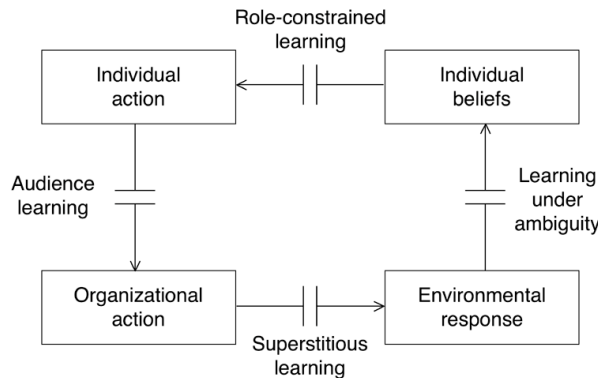 Role-constrained
learning
Individual
action
Individual
beliefs
Audience
learning
Learning
under
ambiguity
Organizational
action
Environmental
response
Superstitious
learning